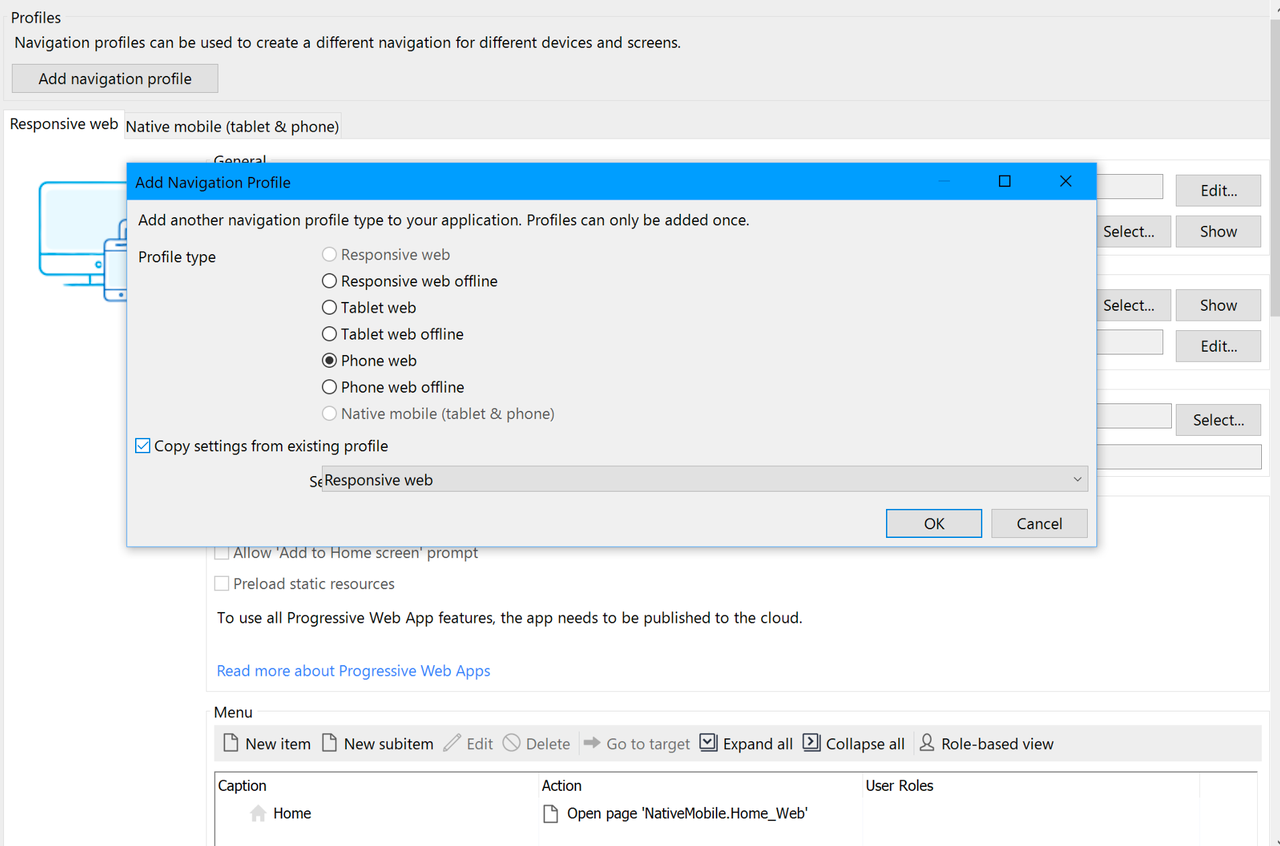 Profiles
Navigation profiles can be used to create a different navigation for different devices and screens.
Add navigation profile
Responsive web
Native mobile (tablet & phone)
General
Edit...
Select...
Show
Select...
Show
Edit...
Select...
Add Navigation Profile
Add another navigation profile type to your application. Profiles can only be added once.
Profile type
Responsive web
Responsive web offline
Tablet web
Tablet web offline
Phone web
Phone web offline
Native mobile (tablet & phone)
Copy settings from existing profile
Responsive web
OK
Cancel
Allow 'Add to Home screen' prompt
Preload static resources
To use all Progressive Web App features, the app needs to be published to the cloud.
Read more about Progressive Web Apps
Menu
New item
New subitem
Edit
Delete
Go to target
Expand all
Collapse all
Role-based view
Caption
Action
User Roles
Home
Open page 'NativeMobile.Home_Web'